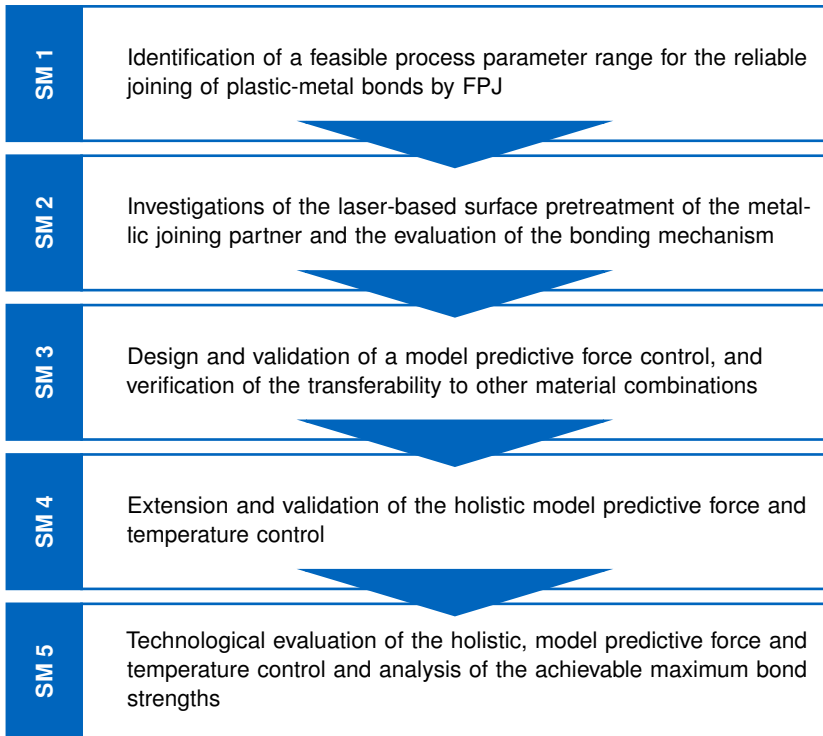 SM 1
Identification of a feasible process parameter range for the reliable
joining of plastic-metal bonds by FPJ
SM 2
Investigations of the laser-based surface pretreatment of the metal-
lic joining partner and the evaluation of the bonding mechanism
SM 3
Design and validation of a model predictive force control, and
verification of the transferability to other material combinations
SM 4
Extension and validation of the holistic model predictive force and
temperature control
SM 5
Technological evaluation of the holistic, model predictive force and
temperature control and analysis of the achievable maximum bond
strengths